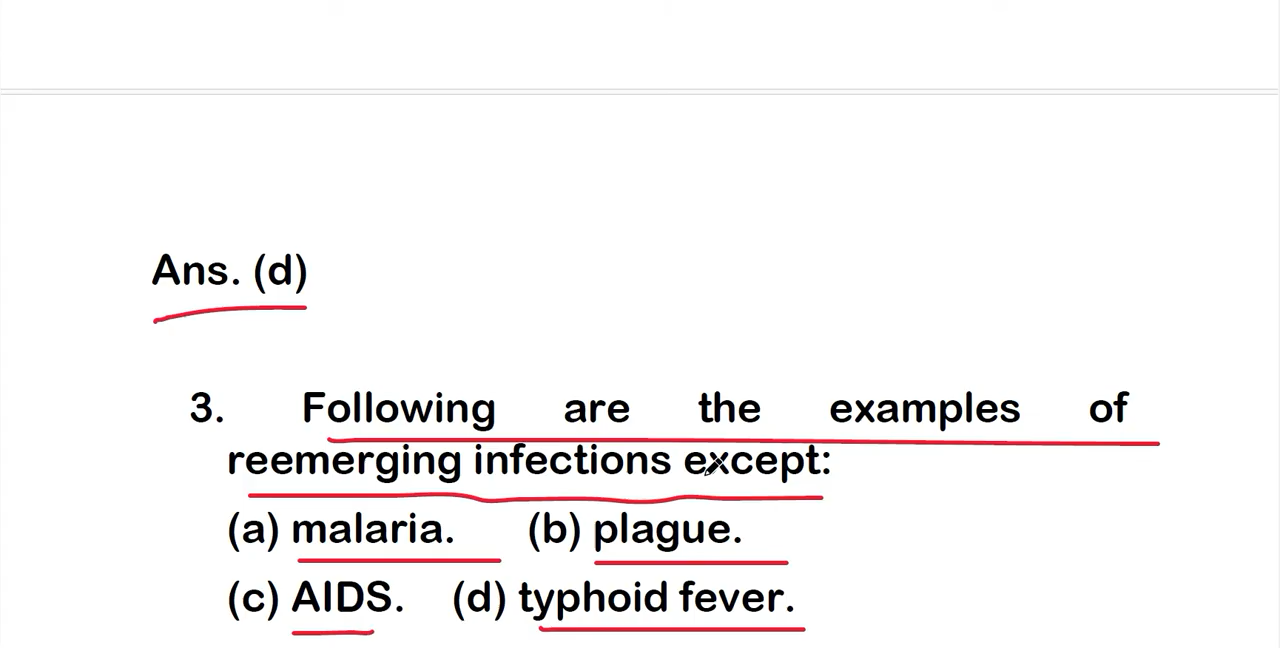 Ans. (d)
3. Following are the examples of
reemerging infections except:
(a) malaria. (b) plague.
(c) AIDS. (d) typhoid fever.